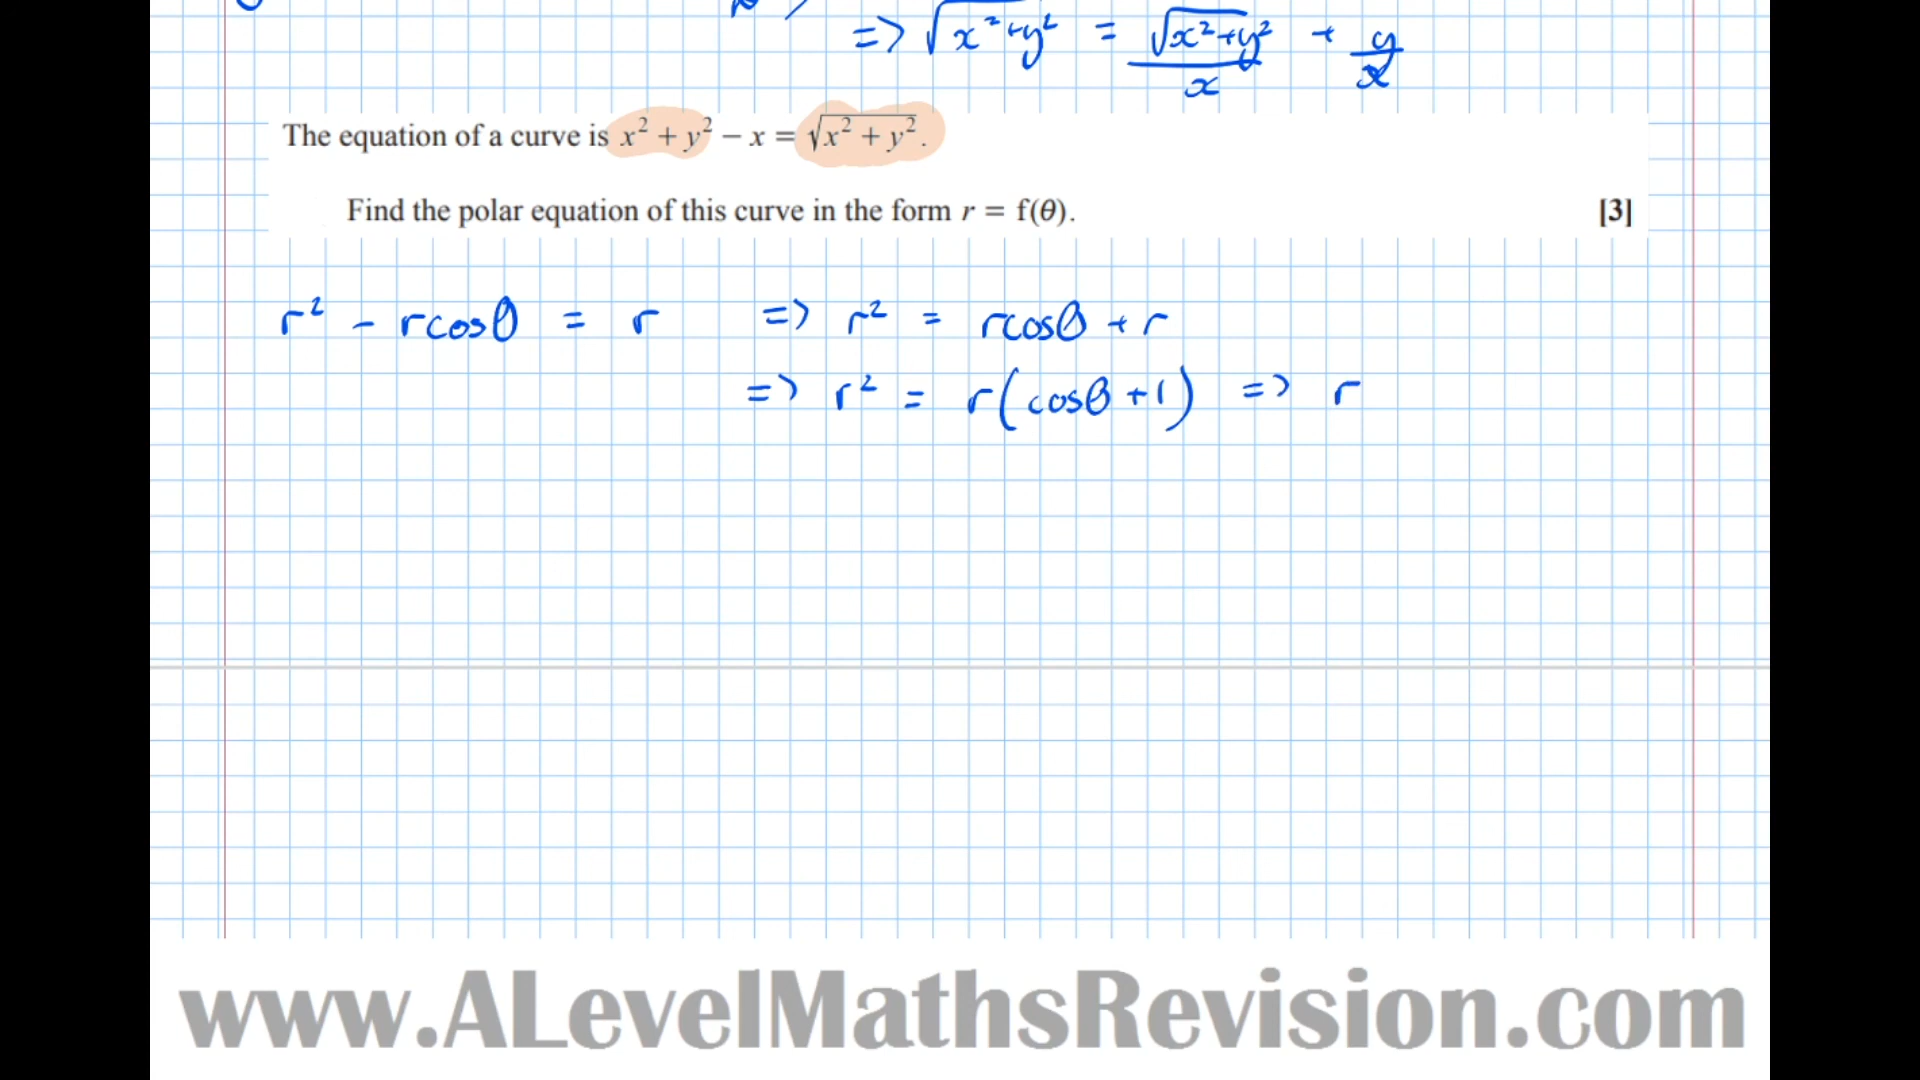 => √x²+y² = √x²+y²/x + y/x
The equation of a curve is x² + y² − x = √x² + y².
Find the polar equation of this curve in the form r = f(θ). [3]
r² − rcosθ = r => r² = rcosθ + r
=> r² = r(cosθ+1) => r
www.ALevelMathsRevision.com